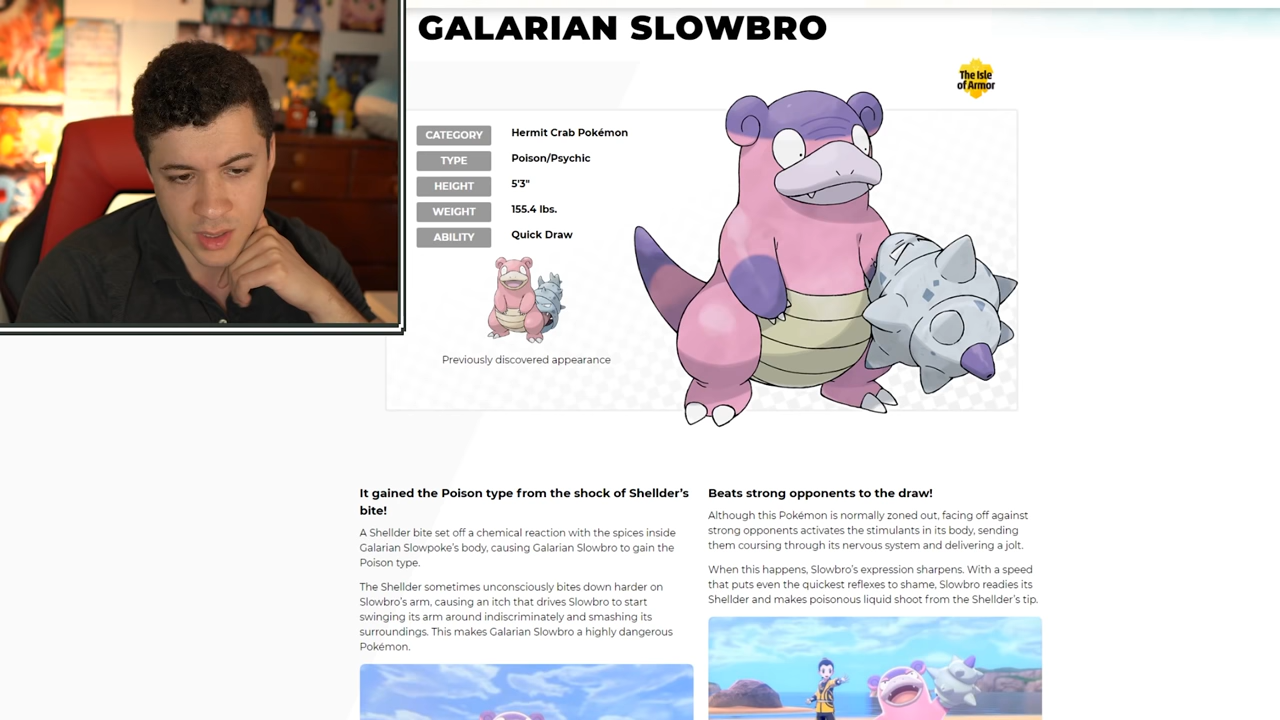 GALARIAN SLOWBRO
The Isle
of Armor
CATEGORY Hermit Crab Pokémon
TYPE Poison/Psychic
HEIGHT 5'3"
WEIGHT 155.4 lbs.
ABILITY Quick Draw
Previously discovered appearance
It gained the Poison type from the shock of Shellder's
bite!
A Shellder bite set off a chemical reaction with the spices inside
Galarian Slowpoke's body, causing Galarian Slowbro to gain the
Poison type.
The Shellder sometimes unconsciously bites down harder on
Slowbro's arm, causing an itch that drives Slowbro to start
swinging its arm around indiscriminately and smashing its
surroundings. This makes Galarian Slowbro a highly dangerous
Pokémon.
Beats strong opponents to the draw!
Although this Pokémon is normally zoned out, facing off against
strong opponents activates the stimulants in its body, sending
them coursing through its nervous system and delivering a jolt.
When this happens, Slowbro's expression sharpens. With a speed
that puts even the quickest reflexes to shame, Slowbro readies its
Shellder and makes poisonous liquid shoot from the Shellder's tip.